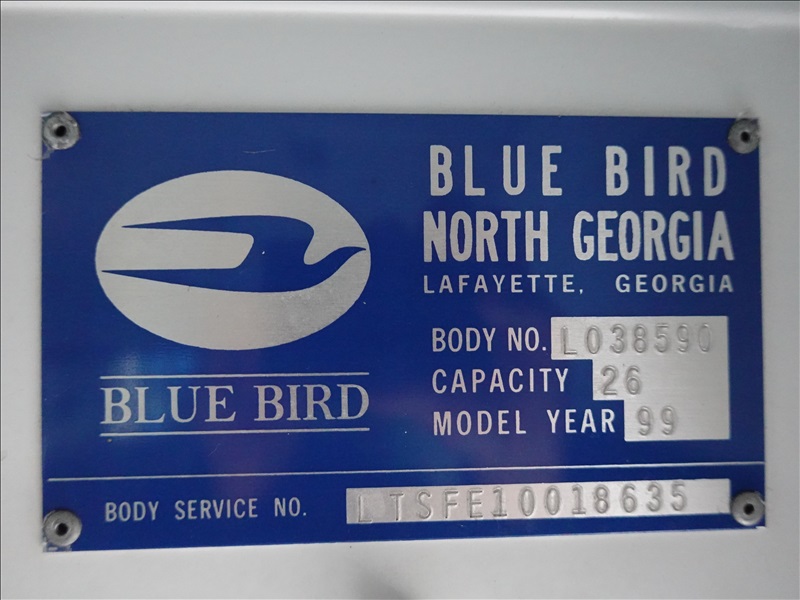 BLUE BIRD
NORTH GEORGIA
LAFAYETTE, GEORGIA
BODY NO. L038590
CAPACITY 26
MODEL YEAR 99
BLUE BIRD
BODY SERVICE NO. LTSFE10018635